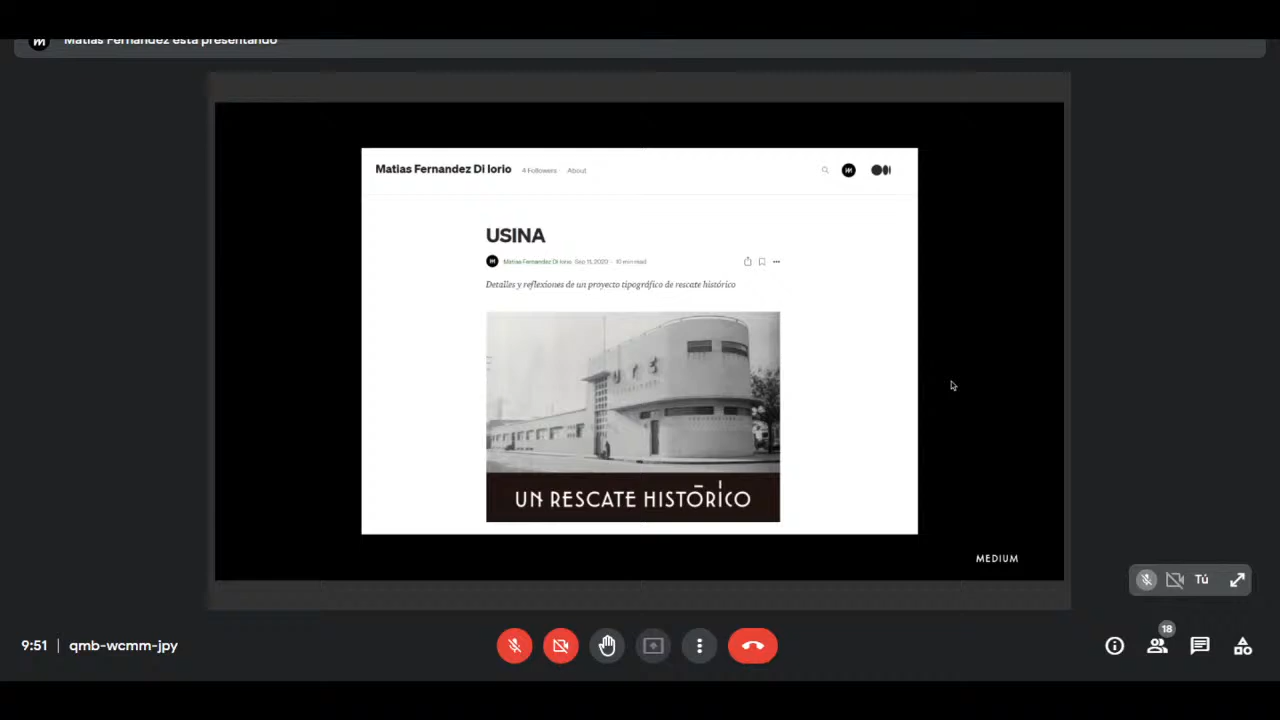 Matias Fernandez está presentando
Matias Fernandez Di Iorio 4 Followers About
USINA
Matias Fernandez Di Iorio Sep 11, 2020 · 10 min read
Detalles y reflexiones de un proyecto tipográfico de rescate histórico
UN RESCATE HISTÓRICO
MEDIUM
Tú
18
9:51 | qmb-wcmm-jpy